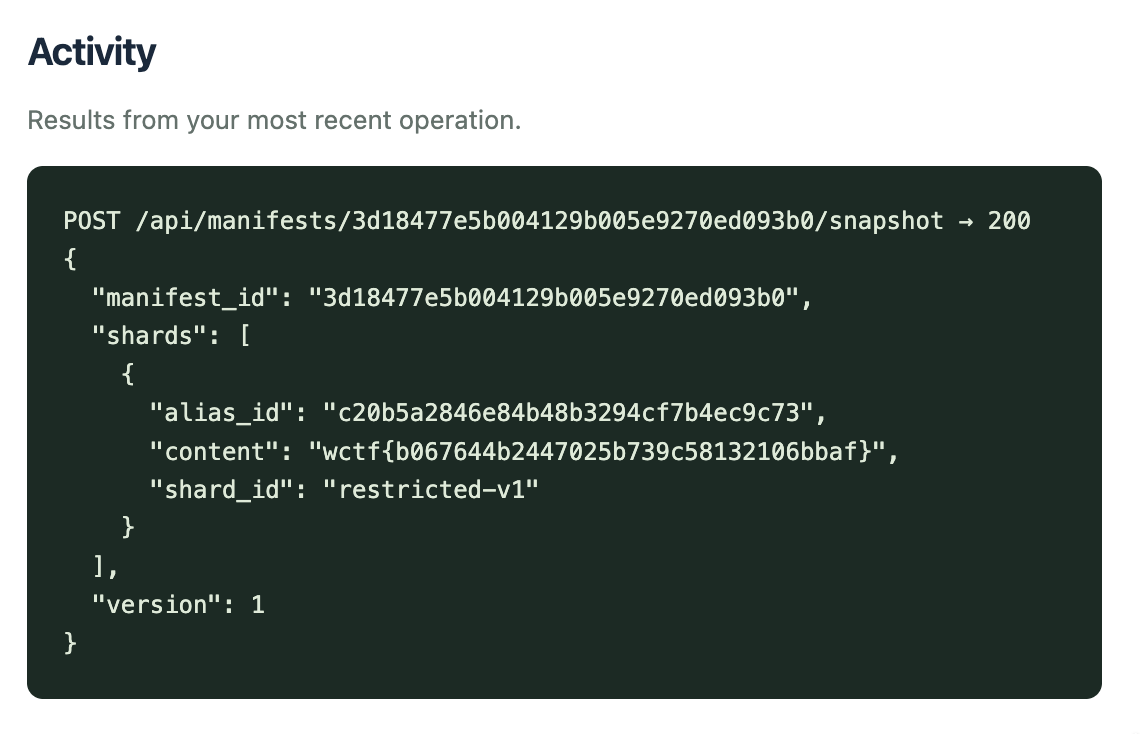 Activity
Results from your most recent operation.
POST /api/manifests/3d18477e5b004129b005e9270ed093b0/snapshot → 200
{
"manifest_id": "3d18477e5b004129b005e9270ed093b0",
"shards": [
{
"alias_id": "c20b5a2846e84b48b3294cf7b4ec9c73",
"content": "wctf{b067644b2447025b739c58132106bbaf}",
"shard_id": "restricted-v1"
}
],
"version": 1
}